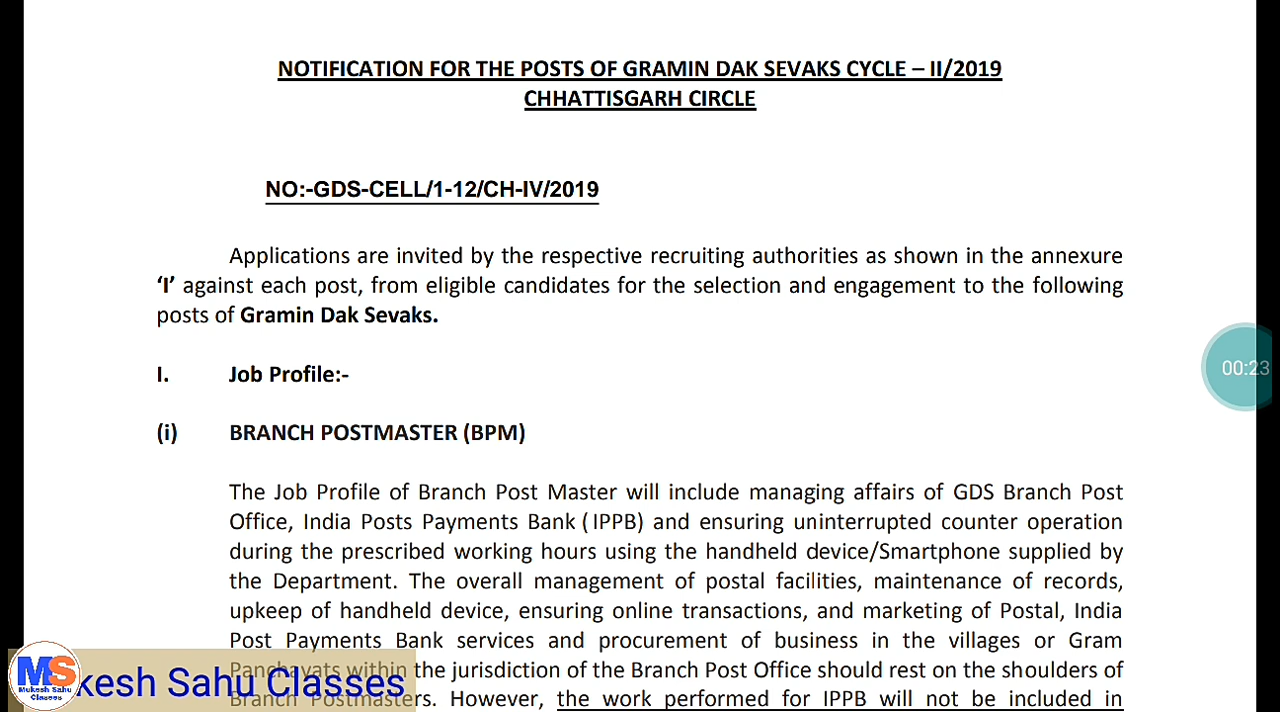 NOTIFICATION FOR THE POSTS OF GRAMIN DAK SEVAKS CYCLE – II/2019
CHHATTISGARH CIRCLE
NO:-GDS-CELL/1-12/CH-IV/2019
Applications are invited by the respective recruiting authorities as shown in the annexure
‘I’ against each post, from eligible candidates for the selection and engagement to the following
posts of Gramin Dak Sevaks.
I. Job Profile:-
(i) BRANCH POSTMASTER (BPM)
The Job Profile of Branch Post Master will include managing affairs of GDS Branch Post
Office, India Posts Payments Bank ( IPPB) and ensuring uninterrupted counter operation
during the prescribed working hours using the handheld device/Smartphone supplied by
the Department. The overall management of postal facilities, maintenance of records,
upkeep of handheld device, ensuring online transactions, and marketing of Postal, India
Post Payments Bank services and procurement of business in the villages or Gram
Panchayats within the jurisdiction of the Branch Post Office should rest on the shoulders of
Branch Postmasters. However, the work performed for IPPB will not be included in
00:23
MS
Mukesh Sahu
Classes
kesh Sahu Classes